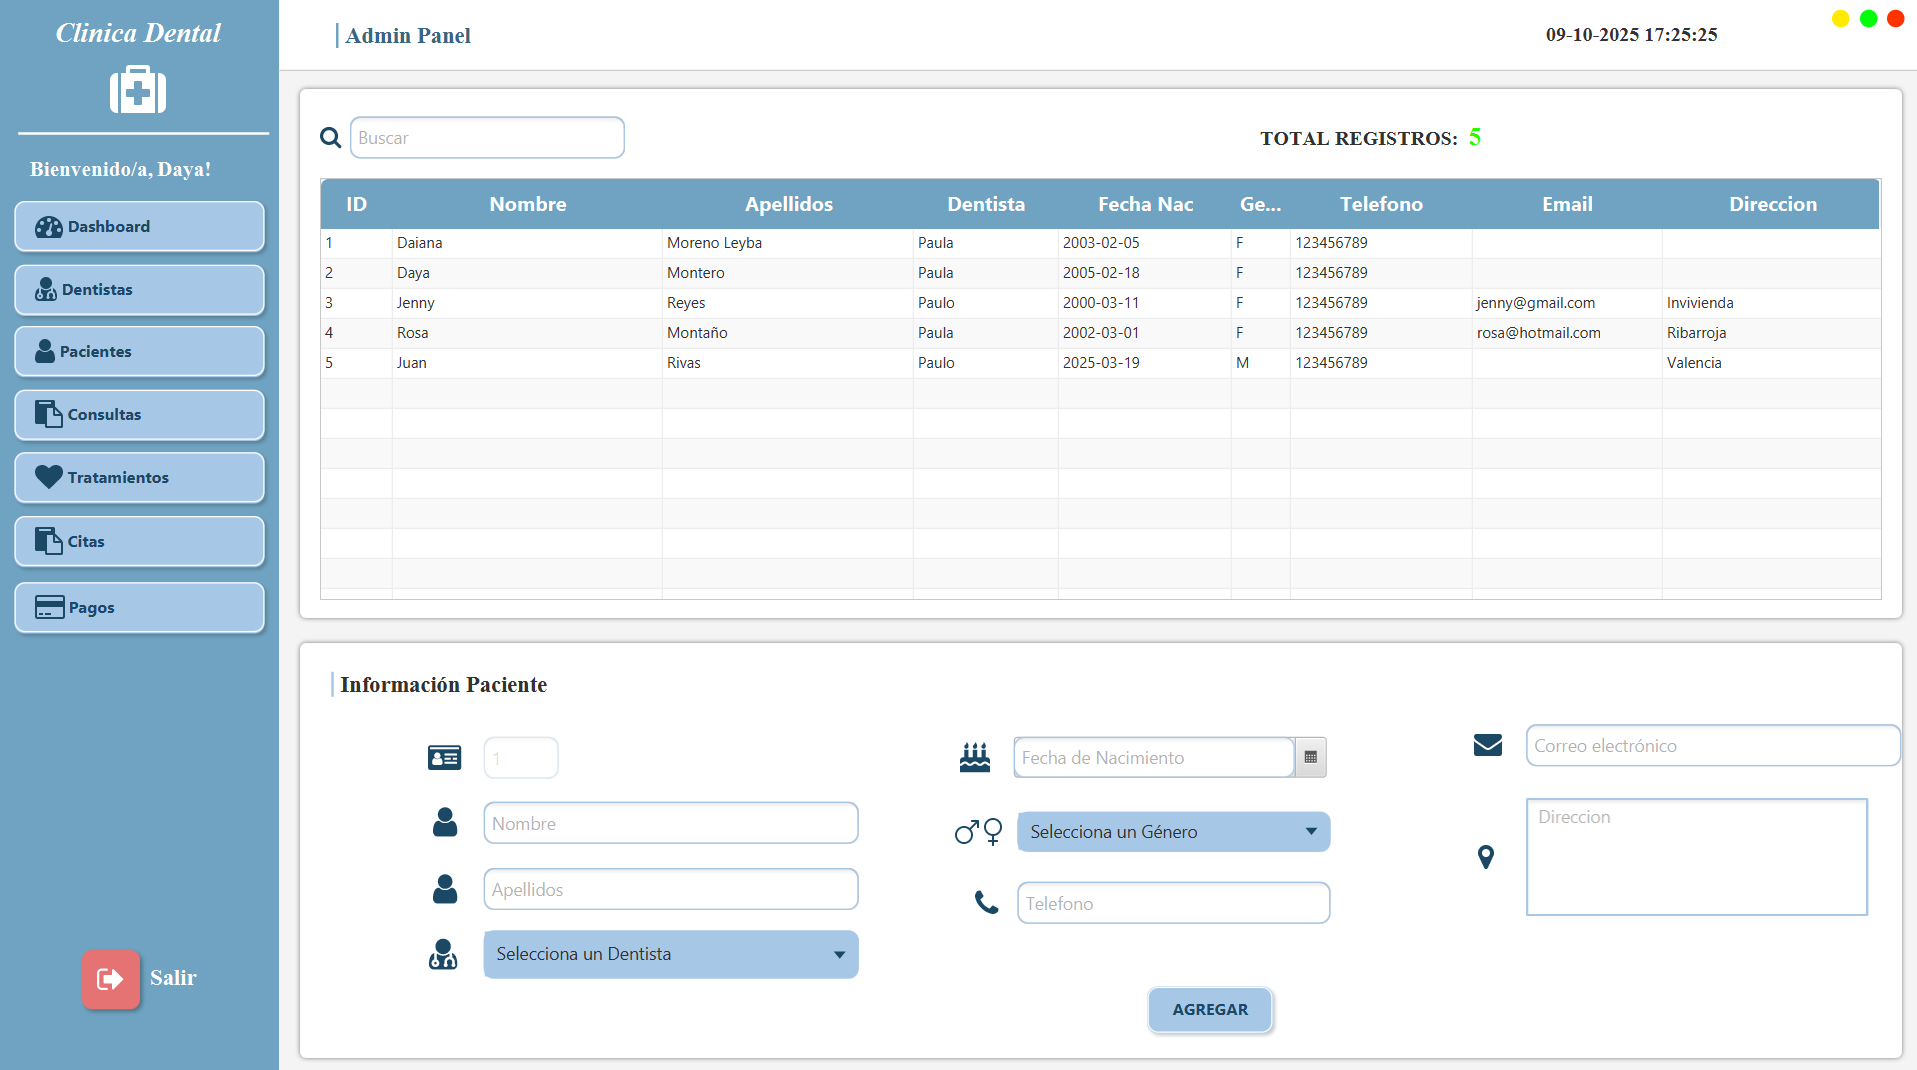 Clinica Dental
Bienvenido/a, Daya!
Dashboard
Dentistas
Pacientes
Consultas
Tratamientos
Citas
Pagos
Salir
Admin Panel
09-10-2025 17:25:25
Buscar
TOTAL REGISTROS: 5
ID Nombre Apellidos Dentista Fecha Nac Ge... Telefono Email Direccion
1 Daiana Moreno Leyba Paula 2003-02-05 F 123456789
2 Daya Montero Paula 2005-02-18 F 123456789
3 Jenny Reyes Paulo 2000-03-11 F 123456789 jenny@gmail.com Invivienda
4 Rosa Montaño Paula 2002-03-01 F 123456789 rosa@hotmail.com Ribarroja
5 Juan Rivas Paulo 2025-03-19 M 123456789 Valencia
Información Paciente
1
Nombre
Apellidos
Selecciona un Dentista
Fecha de Nacimiento
Selecciona un Género
Telefono
Correo electrónico
Direccion
AGREGAR